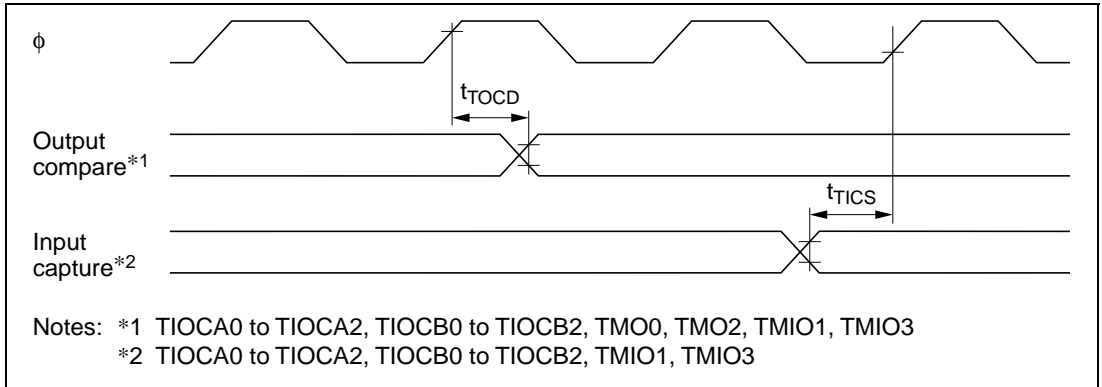 ϕ
tTOCD
Output
compare*1
tTICS
Input
capture*2
Notes: *1 TIOCA0 to TIOCA2, TIOCB0 to TIOCB2, TMO0, TMO2, TMIO1, TMIO3
*2 TIOCA0 to TIOCA2, TIOCB0 to TIOCB2, TMIO1, TMIO3